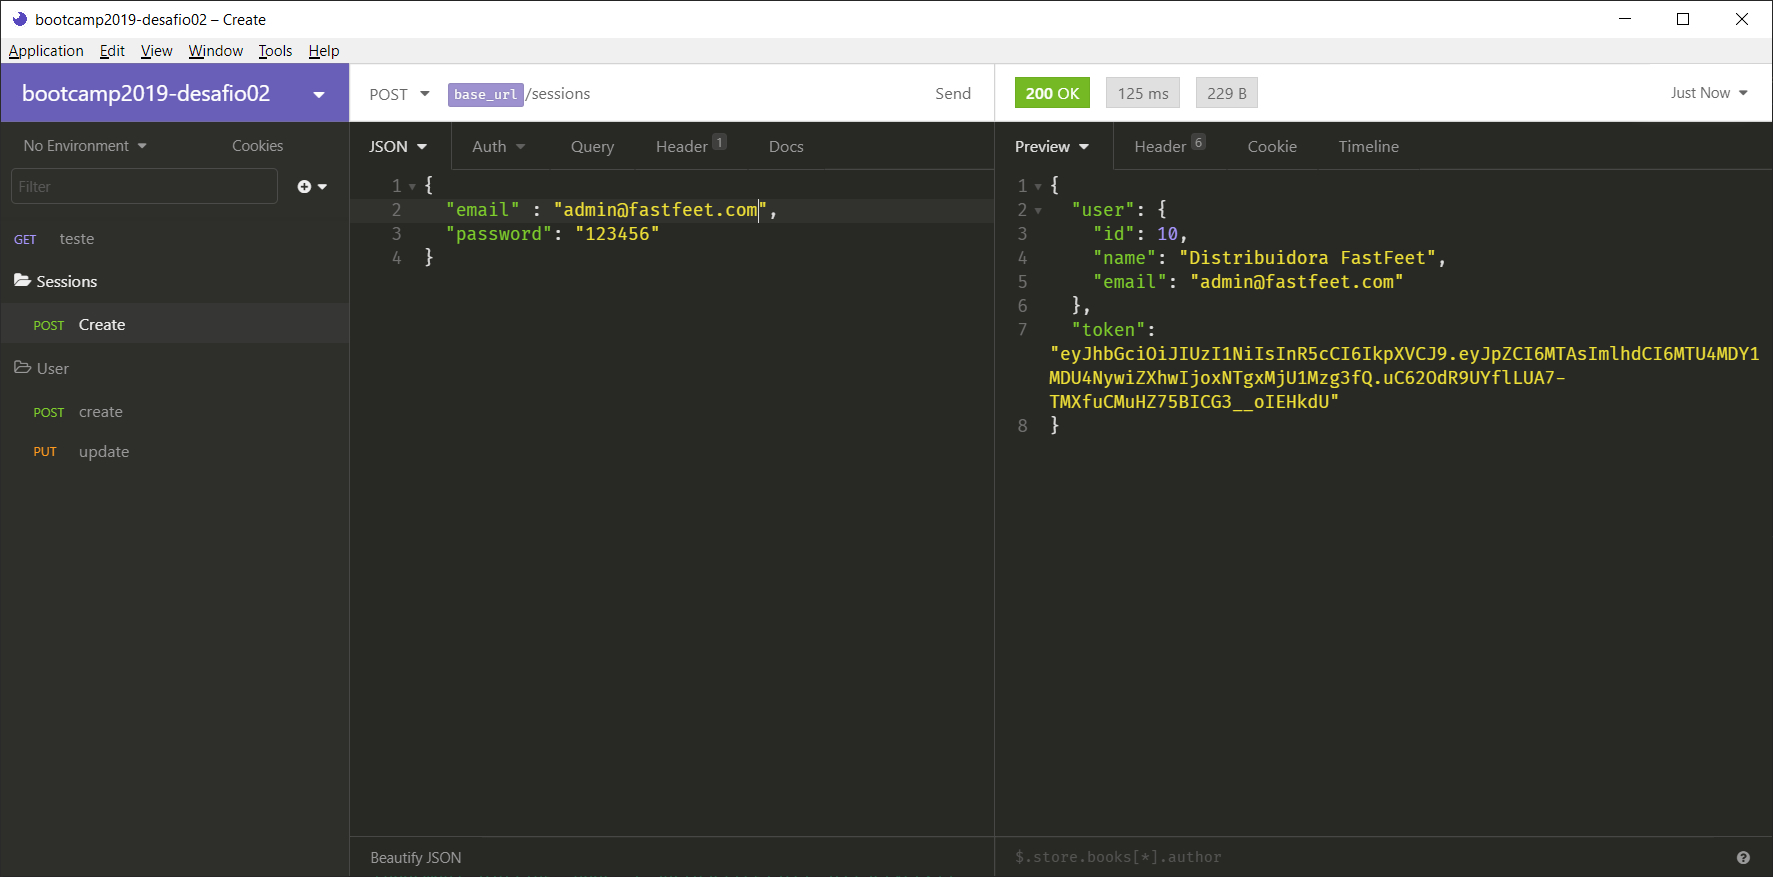 bootcamp2019-desafio02 – Create
Application Edit View Window Tools Help
bootcamp2019-desafio02
POST base_url/sessions Send
200 OK 125 ms 229 B Just Now
No Environment Cookies
JSON Auth Query Header 1 Docs
Preview Header 6 Cookie Timeline
Filter
GET teste
Sessions
POST Create
User
POST create
PUT update
1 {
2 "email" : "admin@fastfeet.com",
3 "password": "123456"
4 }
1 {
2 "user": {
3 "id": 10,
4 "name": "Distribuidora FastFeet",
5 "email": "admin@fastfeet.com"
6 },
7 "token":
"eyJhbGciOiJIUzI1NiIsInR5cCI6IkpXVCJ9.eyJpZCI6MTAsImlhdCI6MTU4MDY1
MDU4NywiZXhwIjoxNTgxMjU1Mzg3fQ.uC62OdR9UYflLUA7-
TMXfuCMuHZ75BICG3__oIEHkdU"
8 }
Beautify JSON
$.store.books[*].author